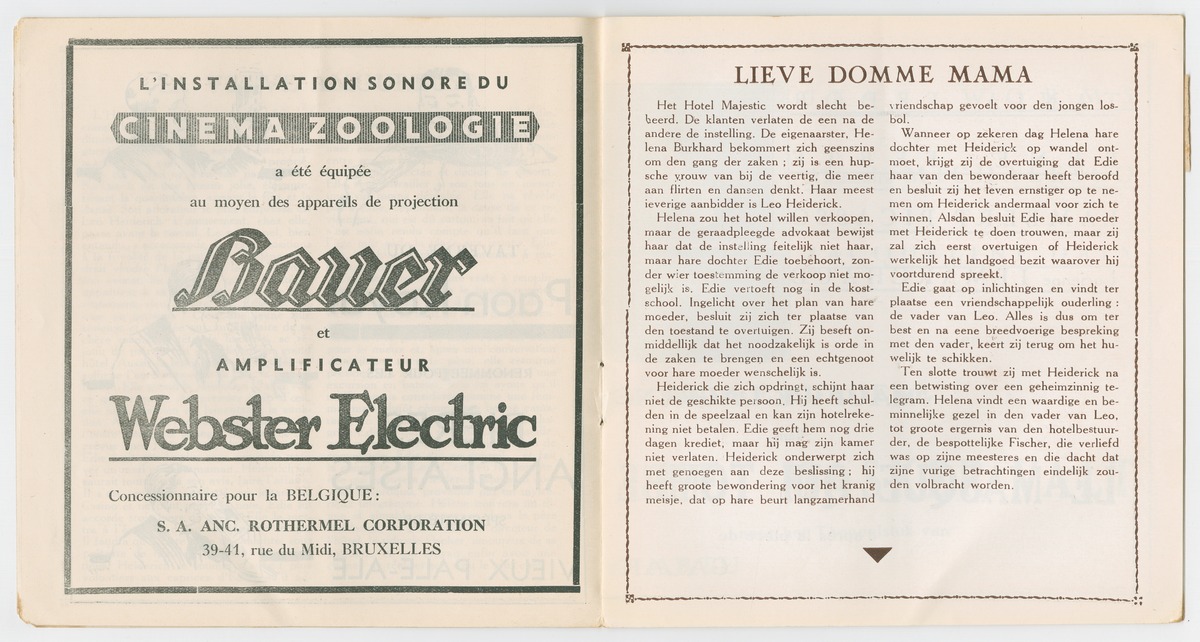 L'INSTALLATION SONORE DU
CINEMA ZOOLOGIE
a été équipée
au moyen des appareils de projection
Bauer
et
AMPLIFICATEUR
Webster Electric
Concessionnaire pour la BELGIQUE :
S. A. ANC. ROTHERMEL CORPORATION
39-41, rue du Midi, BRUXELLES
LIEVE DOMME MAMA
Het Hotel Majestic wordt slecht be-
heerd. De klanten verlaten de een na de
andere de instelling. De eigenaarster, He-
lena Burkhard bekommert zich geenszins
om den gang der zaken ; zij is een hup-
sche vrouw van bij de veertig, die meer
aan flirten en dansen denkt. Haar meest
ieverige aanbidder is Leo Heiderick.
Helena zou het hotel willen verkoopen,
maar de geraadpleegde advokaat bewijst
haar dat de instelling feitelijk niet haar,
maar hare dochter Edie toebehoort, zon-
der wier toestemming de verkoop niet mo-
gelijk is. Edie vertoeft nog in de kost-
school. Ingelicht over het plan van hare
moeder, besluit zij zich ter plaatse van
den toestand te overtuigen. Zij beseft on-
middellijk dat het noodzakelijk is orde in
de zaken te brengen en een echtgenoot
voor hare moeder wenschelijk is.
Heiderick die zich opdringt, schijnt haar
niet de geschikte persoon. Hij heeft schul-
den in de speelzaal en kan zijn hotelreke-
ning niet betalen. Edie geeft hem nog drie
dagen krediet, maar hij mag zijn kamer
niet verlaten. Heiderick onderwerpt zich
met genoegen aan deze beslissing ; hij
heeft groote bewondering voor het kranig
meisje, dat op hare beurt langzamerhand
vriendschap gevoelt voor den jongen los-
bol.
Wanneer op zekeren dag Helena hare
dochter met Heiderick op wandel ont-
moet, krijgt zij de overtuiging dat Edie
haar van den bewonderaar heeft beroofd
en besluit zij het leven ernstiger op te ne-
men om Heiderick andermaal voor zich te
winnen. Alsdan besluit Edie hare moeder
met Heiderick te doen trouwen, maar zij
zal zich eerst overtuigen of Heiderick
werkelijk het landgoed bezit waarover hij
voortdurend spreekt.
Edie gaat op inlichtingen en vindt ter
plaatse een vriendschappelijk ouderling :
de vader van Leo. Alles is dus om ter
best en na eene breedvoerige bespreking
met den vader, keert zij terug om het hu-
welijk te schikken.
Ten slotte trouwt zij met Heiderick na
een betwisting over een geheimzinnig te-
legram. Helena vindt een waardige en be-
minnelijke gezel in den vader van Leo,
tot groote ergernis van den hotelbestuur-
der, de bespottelijke Fischer, die verliefd
was op zijne meesteres en die dacht dat
zijne vurige betrachtingen eindelijk zou-
den volbracht worden.